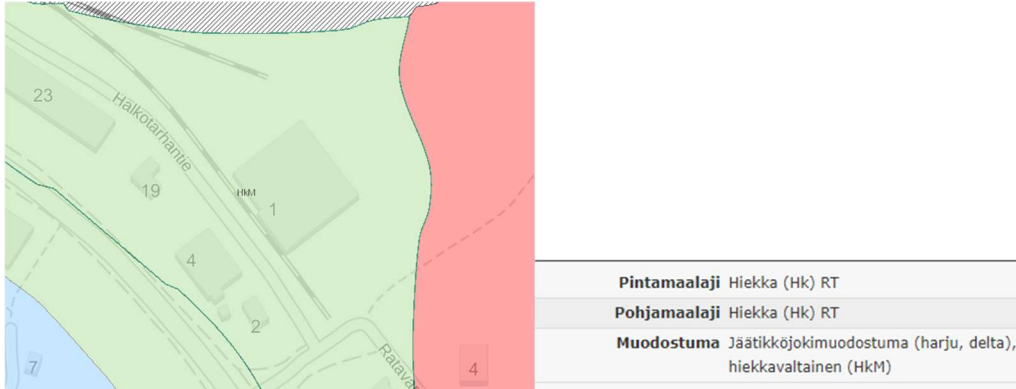 23
Halkotarhantie
19
HkM
1
4
2
Ratava
7
4
Pintamaalaji Hiekka (Hk) RT
Pohjamaalaji Hiekka (Hk) RT
Muodostuma Jäätikköjokimuodostuma (harju, delta),
hiekkavaltainen (HkM)